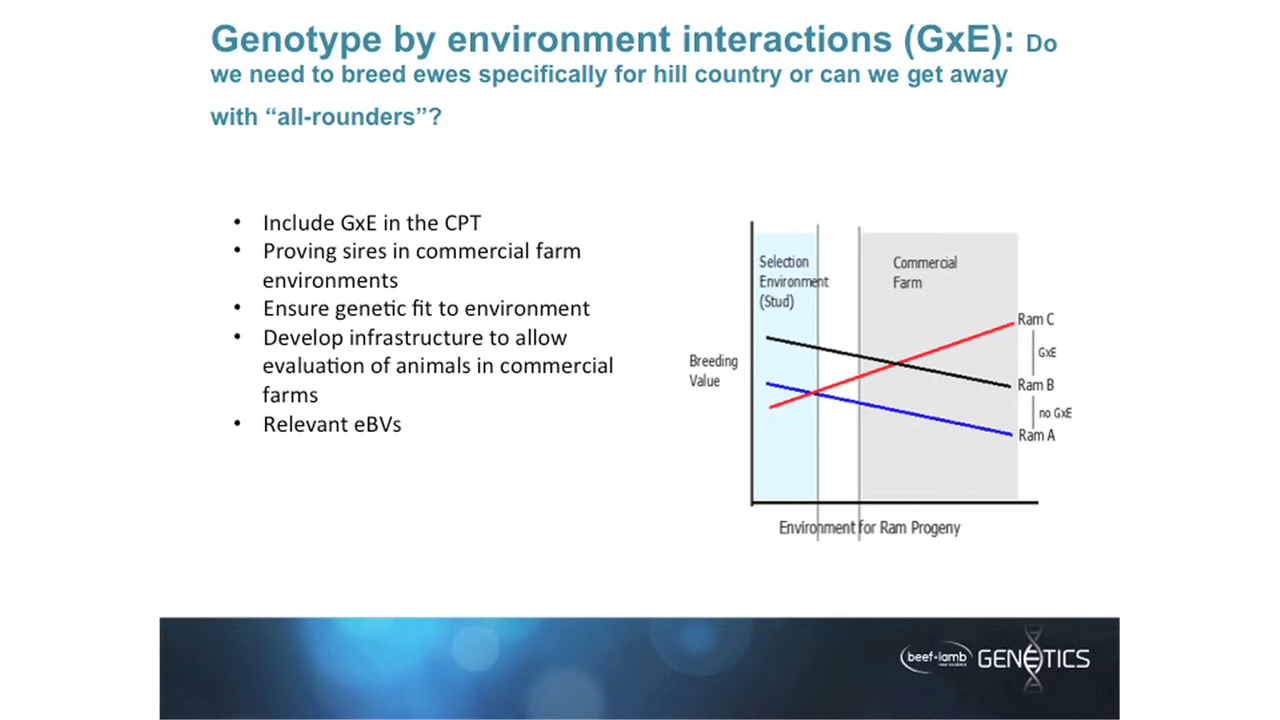 Genotype by environment interactions (GxE): Do
we need to breed ewes specifically for hill country or can we get away
with “all-rounders”?
• Include GxE in the CPT
• Proving sires in commercial farm
environments
• Ensure genetic fit to environment
• Develop infrastructure to allow
evaluation of animals in commercial
farms
• Relevant eBVs
Selection
Environment
(Stud)
Commercial
Farm
Breeding
Value
Ram C
GxE
Ram B
no GxE
Ram A
Environment for Ram Progeny
beef+lamb
GENETICS